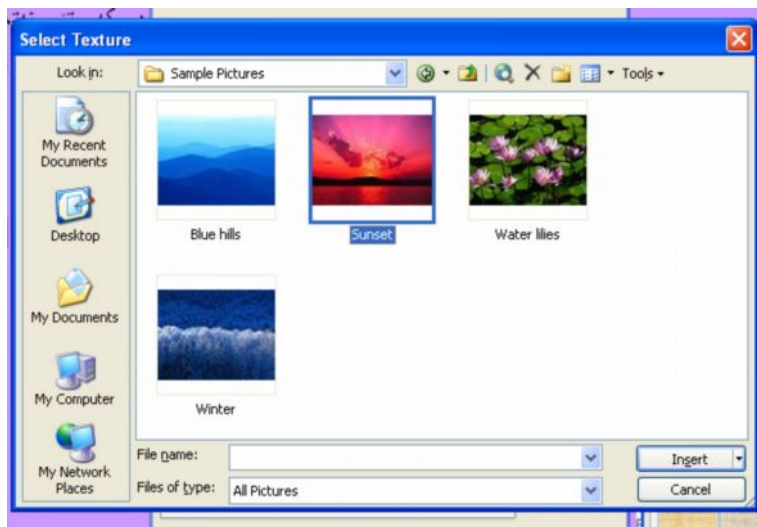 Select Texture
Look in:
Sample Pictures
Tools
My Recent
Documents
Desktop
My Documents
My Computer
My Network
Places
Blue hills
Sunset
Water lilies
Winter
File name:
Insert
Files of type:
All Pictures
Cancel